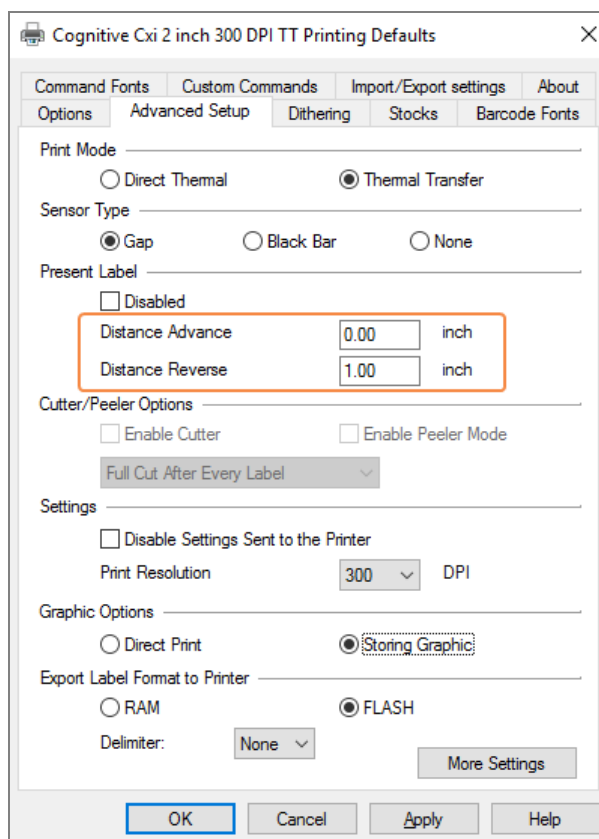 Cognitive Cxi 2 inch 300 DPI TT Printing Defaults
Command Fonts Custom Commands Import/Export settings About
Options Advanced Setup Dithering Stocks Barcode Fonts
Print Mode
Direct Thermal Thermal Transfer
Sensor Type
Gap Black Bar None
Present Label
Disabled
Distance Advance 0.00 inch
Distance Reverse 1.00 inch
Cutter/Peeler Options
Enable Cutter Enable Peeler Mode
Full Cut After Every Label
Settings
Disable Settings Sent to the Printer
Print Resolution 300 DPI
Graphic Options
Direct Print Storing Graphic
Export Label Format to Printer
RAM FLASH
Delimiter: None
More Settings
OK Cancel Apply Help